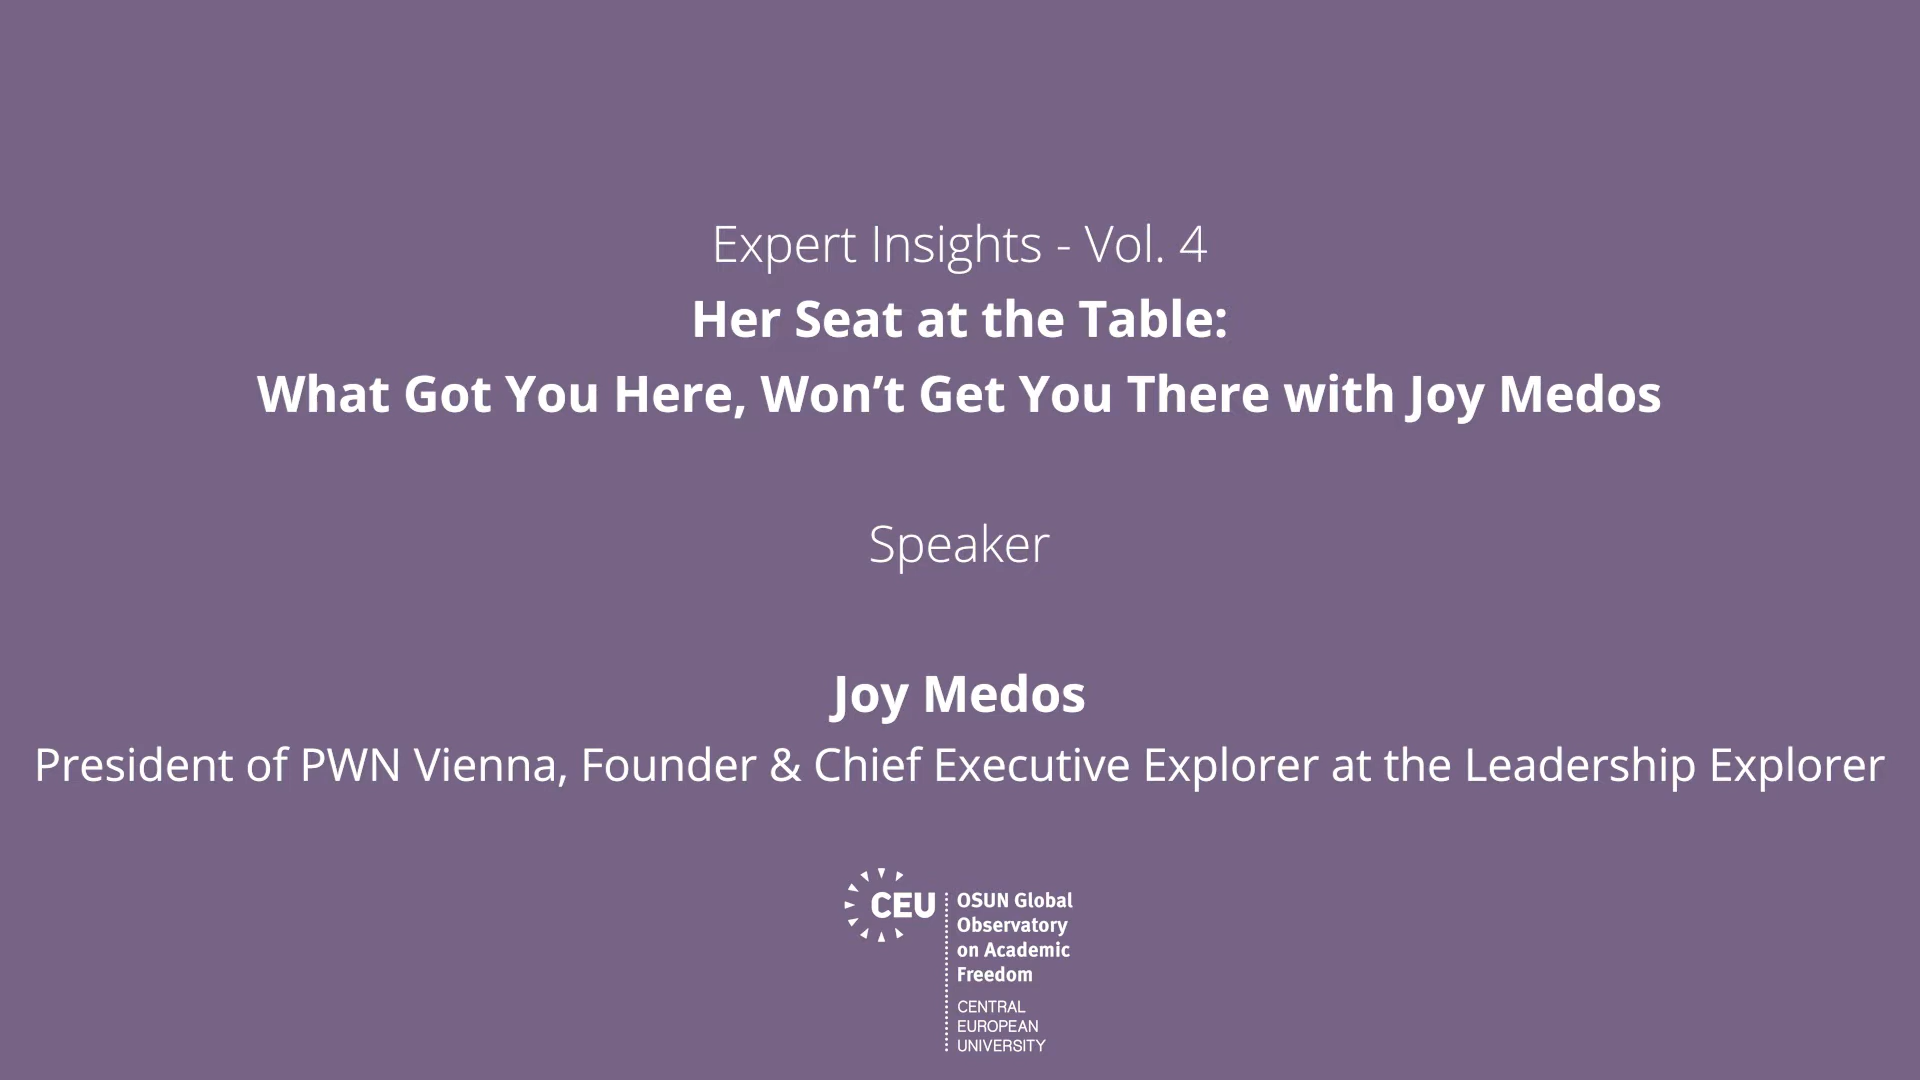 Expert Insights - Vol. 4
Her Seat at the Table:
What Got You Here, Won’t Get You There with Joy Medos
Speaker
Joy Medos
President of PWN Vienna, Founder & Chief Executive Explorer at the Leadership Explorer
CEU
OSUN Global
Observatory
on Academic
Freedom
CENTRAL
EUROPEAN
UNIVERSITY